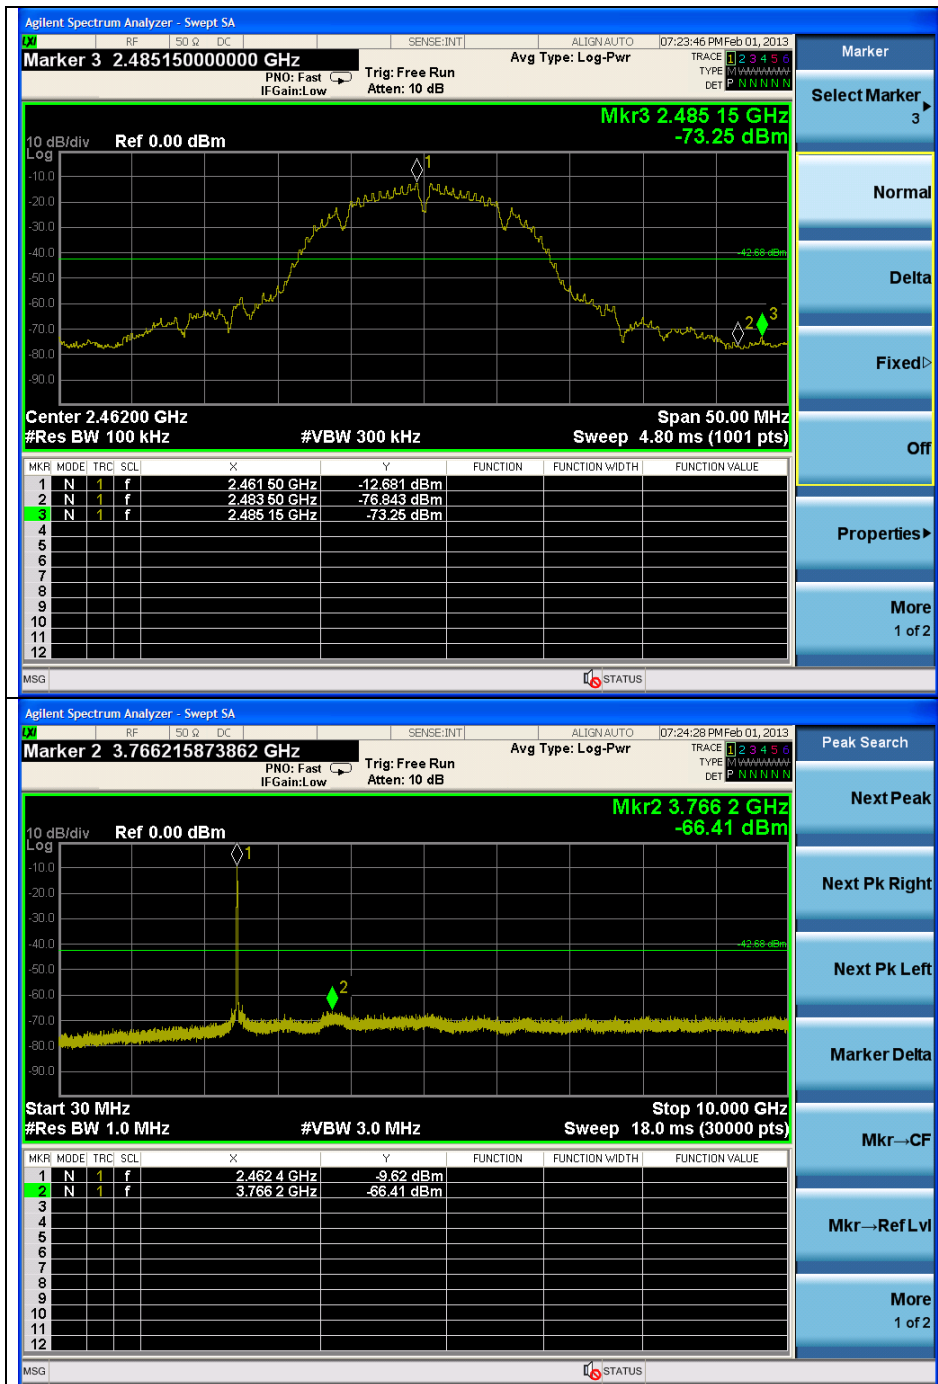 Agilent Spectrum Analyzer - Swept SA
LXI RF 50 Ω DC SENSE:INT ALIGN AUTO 07:23:46 PM Feb 01, 2013
Marker 3 2.485150000000 GHz
Avg Type: Log-Pwr
TRACE 1 2 3 4 5 6
PNO: Fast Trig: Free Run
TYPE M W W W W W
IFGain:Low Atten: 10 dB
DET P N N N N N
Mkr3 2.485 15 GHz
-73.25 dBm
10 dB/div Ref 0.00 dBm
Log
1
-10.0
-20.0
-30.0
-40.0
-42.68 dBm
-50.0
-60.0
2 3
-70.0
-80.0
-90.0
Center 2.46200 GHz Span 50.00 MHz
#Res BW 100 kHz #VBW 300 kHz Sweep 4.80 ms (1001 pts)
MKR MODE TRC SCL X Y FUNCTION FUNCTION WIDTH FUNCTION VALUE
1 N 1 f 2.461 50 GHz -12.681 dBm
2 N 1 f 2.483 50 GHz -76.843 dBm
3 N 1 f 2.485 15 GHz -73.25 dBm
4
5
6
7
8
9
10
11
12
MSG STATUS
Marker
Select Marker
3
Normal
Delta
Fixed
Off
Properties
More
1 of 2
Agilent Spectrum Analyzer - Swept SA
LXI RF 50 Ω DC SENSE:INT ALIGN AUTO 07:24:28 PM Feb 01, 2013
Marker 2 3.766215873862 GHz
Avg Type: Log-Pwr
TRACE 1 2 3 4 5 6
PNO: Fast Trig: Free Run
TYPE M W W W W W
IFGain:Low Atten: 10 dB
DET P N N N N N
Mkr2 3.766 2 GHz
-66.41 dBm
10 dB/div Ref 0.00 dBm
Log
1
-10.0
-20.0
-30.0
-40.0
-42.68 dBm
-50.0
-60.0
2
-70.0
-80.0
-90.0
Start 30 MHz Stop 10.000 GHz
#Res BW 1.0 MHz #VBW 3.0 MHz Sweep 18.0 ms (30000 pts)
MKR MODE TRC SCL X Y FUNCTION FUNCTION WIDTH FUNCTION VALUE
1 N 1 f 2.462 4 GHz -9.62 dBm
2 N 1 f 3.766 2 GHz -66.41 dBm
3
4
5
6
7
8
9
10
11
12
MSG STATUS
Peak Search
Next Peak
Next Pk Right
Next Pk Left
Marker Delta
Mkr→CF
Mkr→Ref Lvl
More
1 of 2